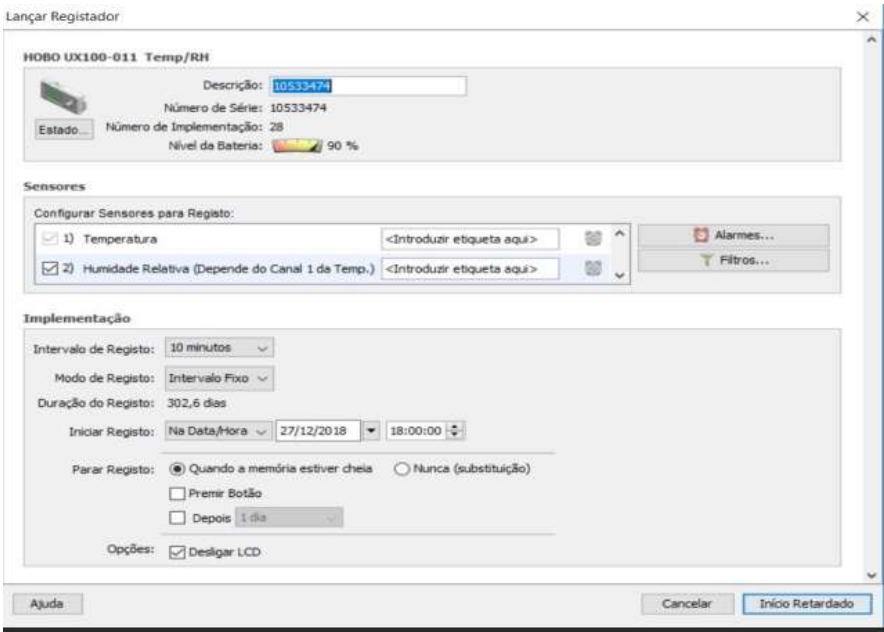 Lançar Registador
HOBO UX100-011 Temp/RH
Descrição: 10533474
Número de Série: 10533474
Estado... Número de Implementação: 28
Nível da Bateria: 90 %
Sensores
Configurar Sensores para Registo:
1) Temperatura <Introduzir etiqueta aqui> Alarmes...
2) Humidade Relativa (Depende do Canal 1 da Temp.) <Introduzir etiqueta aqui> Filtros...
Implementação
Intervalo de Registo: 10 minutos
Modo de Registo: Intervalo Fixo
Duração do Registo: 302,6 dias
Iniciar Registo: Na Data/Hora 27/12/2018 18:00:00
Parar Registo: Quando a memória estiver cheia Nunca (substituição)
Premir Botão
Depois 1 dia
Opções: Desligar LCD
Ajuda Cancelar Início Retardado